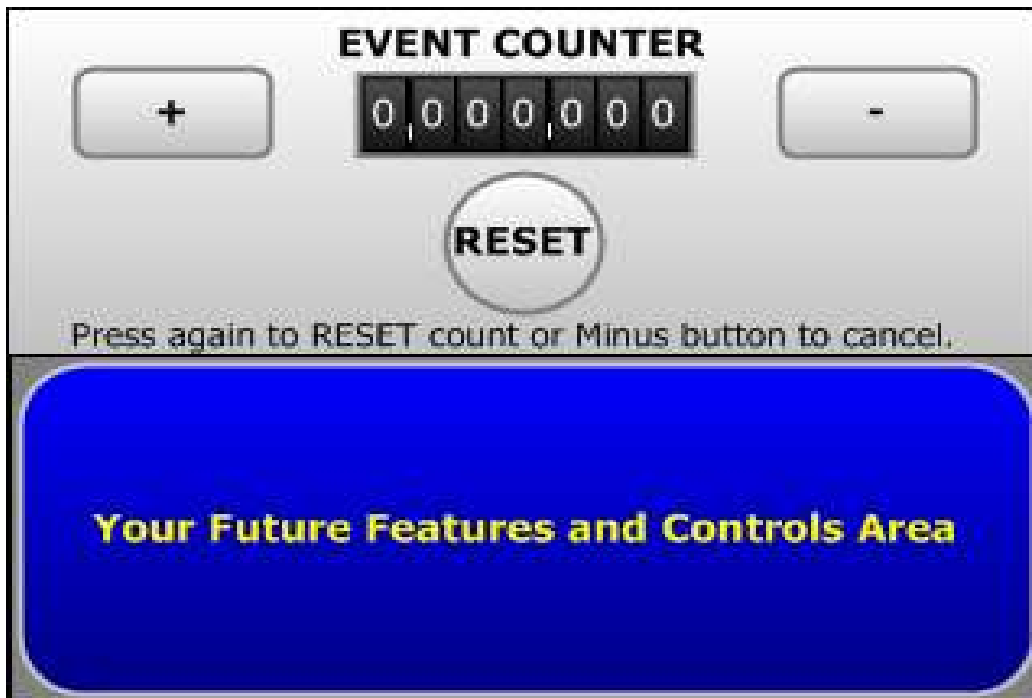 EVENT COUNTER
+ 0,000,000 -
RESET
Press again to RESET count or Minus button to cancel.
Your Future Features and Controls Area